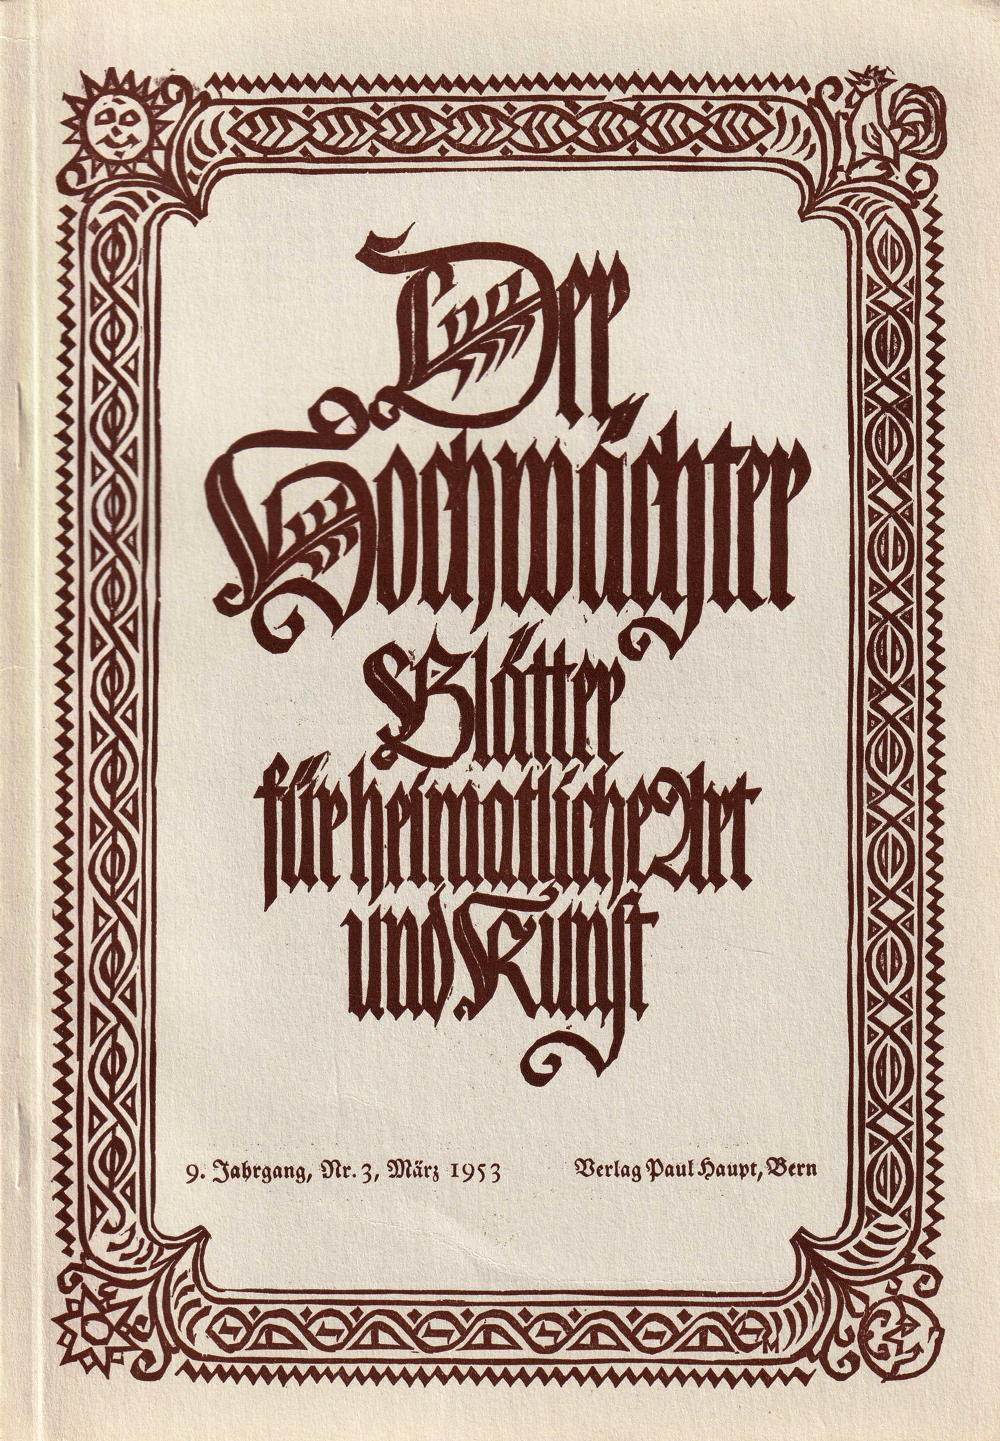 Der
Hochwächter
Blätter
für heimatliche Art
und Kunst
9. Jahrgang, Nr. 3, März 1953 Verlag Paul Haupt, Bern
M